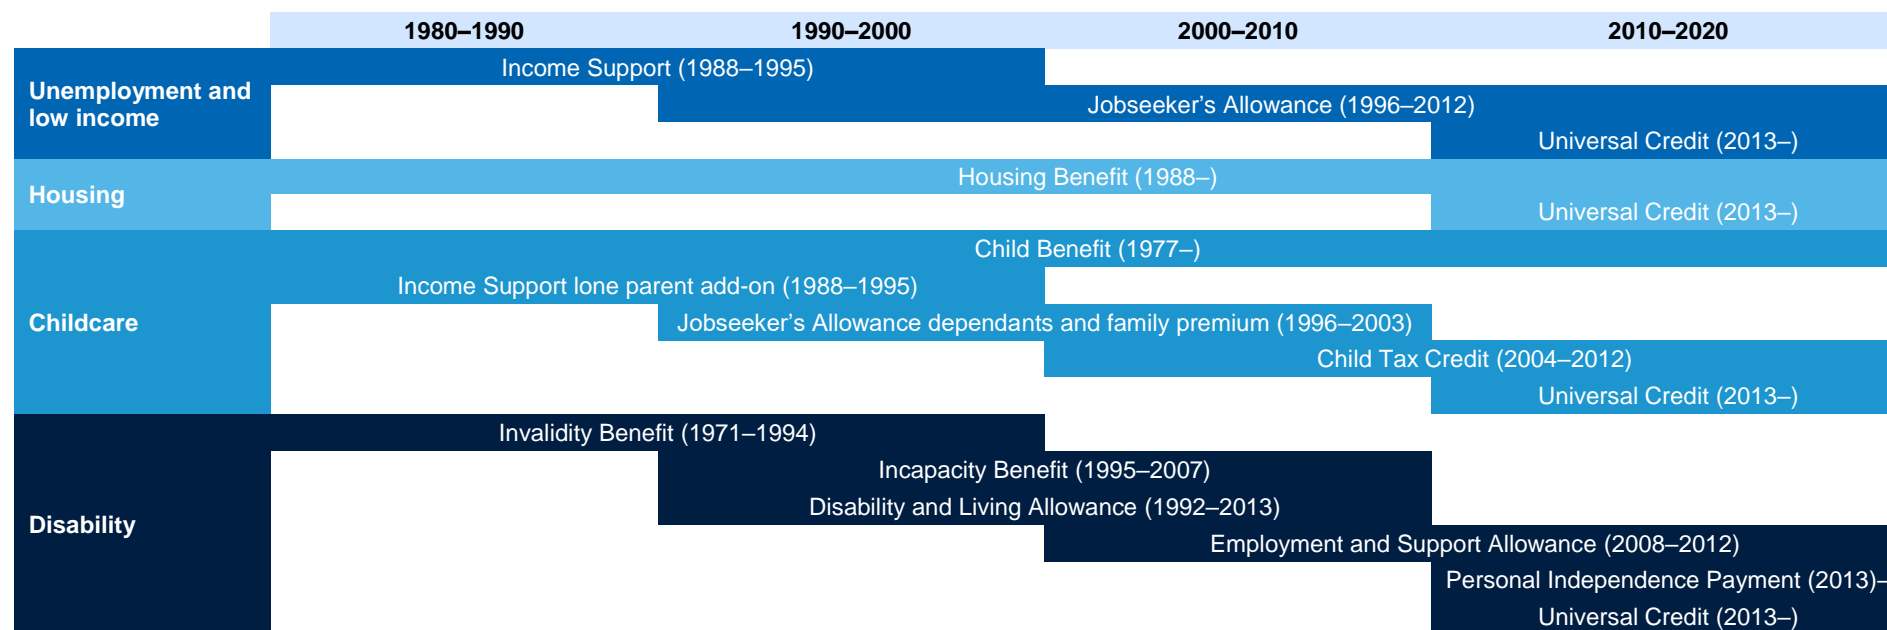 1980–1990 1990–2000 2000–2010 2010–2020
Unemployment and
low income
Income Support (1988–1995)
Jobseeker's Allowance (1996–2012)
Universal Credit (2013–)
Housing
Housing Benefit (1988–)
Universal Credit (2013–)
Childcare
Child Benefit (1977–)
Income Support lone parent add-on (1988–1995)
Jobseeker's Allowance dependants and family premium (1996–2003)
Child Tax Credit (2004–2012)
Universal Credit (2013–)
Disability
Invalidity Benefit (1971–1994)
Incapacity Benefit (1995–2007)
Disability and Living Allowance (1992–2013)
Employment and Support Allowance (2008–2012)
Personal Independence Payment (2013)–
Universal Credit (2013–)